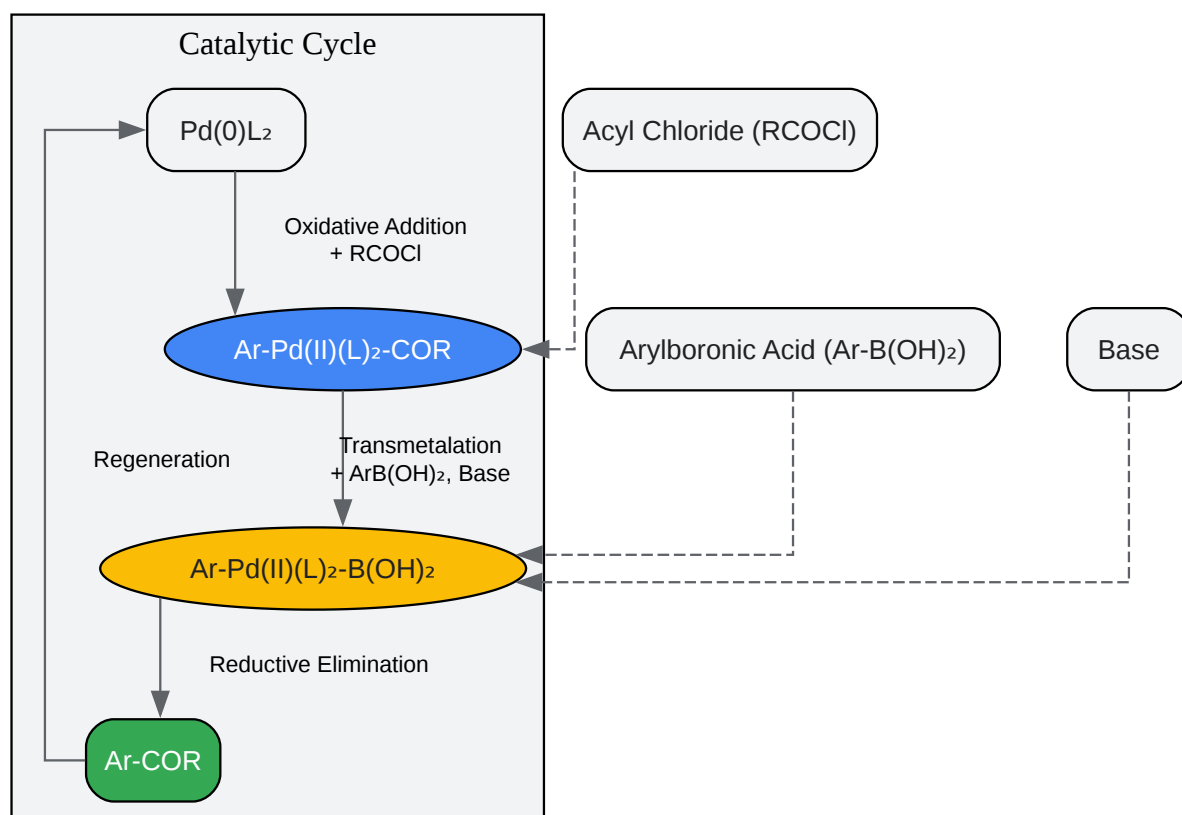 Catalytic Cycle
Pd(0)L₂
Acyl Chloride (RCOCl)
Oxidative Addition
+ RCOCl
Ar-Pd(II)(L)₂-COR
Arylboronic Acid (Ar-B(OH)₂)
Base
Regeneration
Transmetalation
+ ArB(OH)₂, Base
Ar-Pd(II)(L)₂-B(OH)₂
Reductive Elimination
Ar-COR